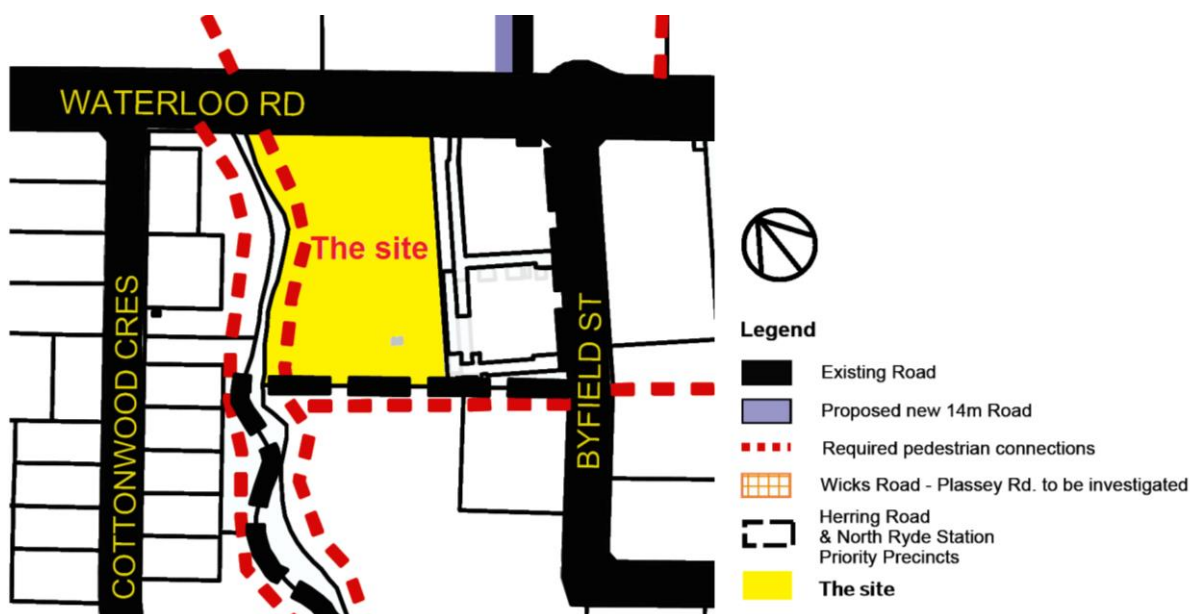 WATERLOO RD
The site
COTTONWOOD CRES
BYFIELD ST
Legend
Existing Road
Proposed new 14m Road
Required pedestrian connections
Wicks Road - Plassey Rd. to be investigated
Herring Road
& North Ryde Station
Priority Precincts
The site